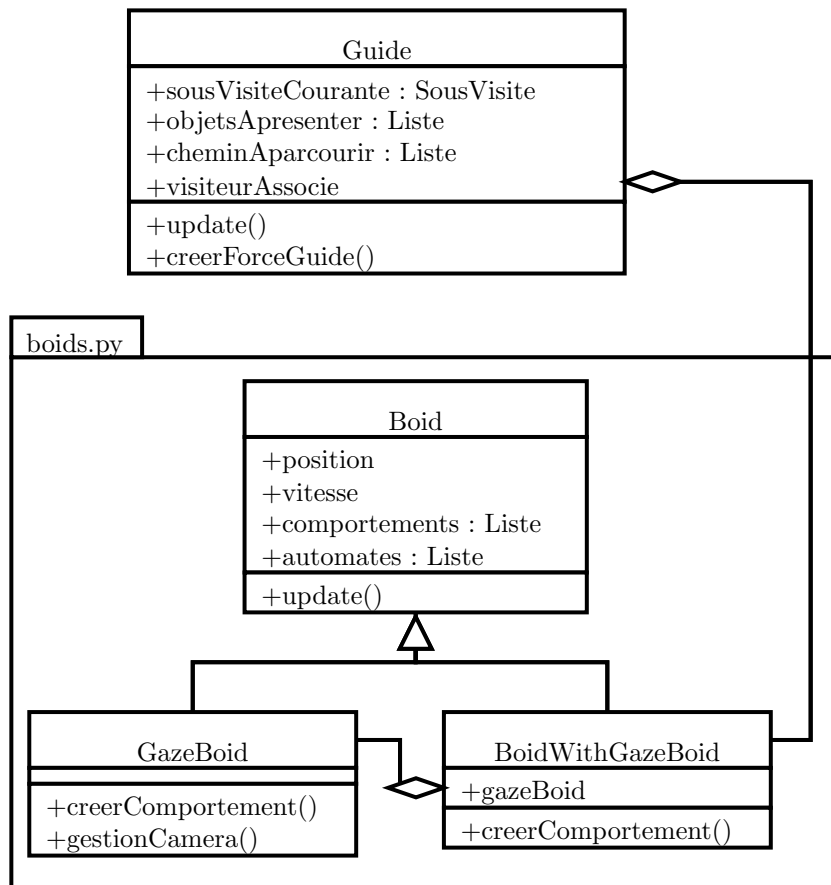 Guide
+sousVisiteCourante : SousVisite
+objetsApresenter : Liste
+cheminAparcourir : Liste
+visiteurAssocie
+update()
+creerForceGuide()
boids.py
Boid
+position
+vitesse
+comportements : Liste
+automates : Liste
+update()
GazeBoid
+creerComportement()
+gestionCamera()
BoidWithGazeBoid
+gazeBoid
+creerComportement()